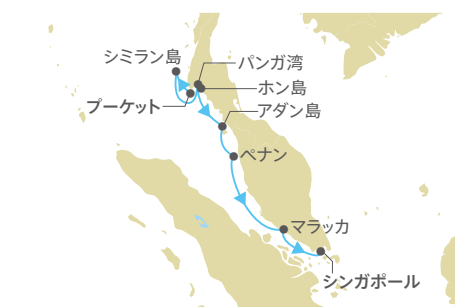 シミラン島
パンガ湾
ホン島
プーケット
アダン島
ペナン
マラッカ
シンガポール